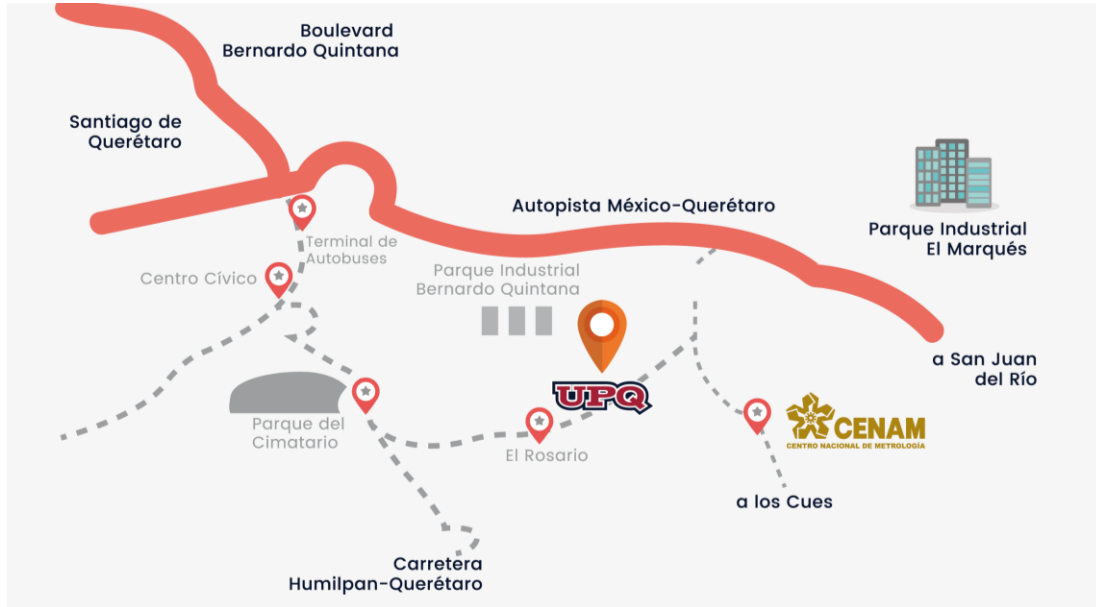 Boulevard
Bernardo Quintana
Santiago de
Querétaro
Autopista México-Querétaro
Parque Industrial
El Marqués
Terminal de
Autobuses
Centro Cívico
Parque Industrial
Bernardo Quintana
a San Juan
del Río
UPQ
Parque del
Cimatario
El Rosario
CENAM
CENTRO NACIONAL DE METROLOGÍA
a los Cues
Carretera
Humilpan-Querétaro